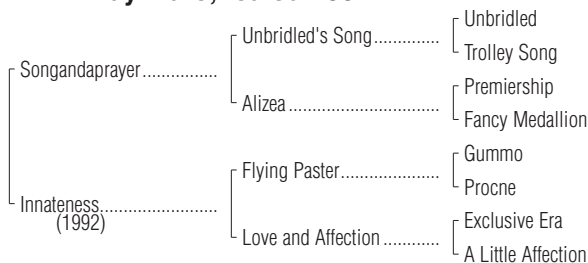 Unbridled
Unbridled's Song.............
Trolley Song
Songandaprayer...............
Premiership
Alizea..................................
Fancy Medallion
Gummo
Flying Paster......................
Procne
Innateness........................
(1992)
Exclusive Era
Love and Affection............
A Little Affection